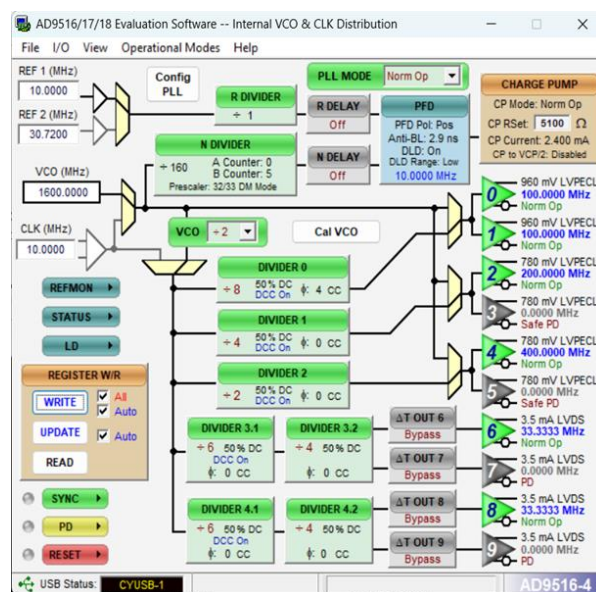 AD9516/17/18 Evaluation Software -- Internal VCO & CLK Distribution
File I/O View Operational Modes Help
REF 1 (MHz)
10.0000
REF 2 (MHz)
30.7200
Config
PLL
R DIVIDER
÷ 1
PLL MODE Norm Op
R DELAY
Off
PFD
PFD Pol: Pos
Anti-BL: 2.9 ns
DLD: On
DLD Range: Low
10.0000 MHz
CHARGE PUMP
CP Mode: Norm Op
CP RSet: 5100 Ω
CP Current: 2.400 mA
CP to VCP/2: Disabled
N DIVIDER
÷ 160 A Counter: 0
B Counter: 5
Prescaler: 32/33 DM Mode
N DELAY
Off
VCO (MHz)
1600.0000
CLK (MHz)
10.0000
VCO ÷2
Cal VCO
DIVIDER 0
÷ 8 50% DC ϕ: 4 CC
DCC On
DIVIDER 1
÷ 4 50% DC ϕ: 0 CC
DCC On
DIVIDER 2
÷ 2 50% DC ϕ: 0 CC
DCC On
DIVIDER 3.1
÷ 6 50% DC
DCC On
ϕ: 0 CC
DIVIDER 3.2
÷ 4 50% DC
ϕ: 0 CC
DIVIDER 4.1
÷ 6 50% DC
DCC On
ϕ: 0 CC
DIVIDER 4.2
÷ 4 50% DC
ϕ: 0 CC
ΔT OUT 6
Bypass
ΔT OUT 7
Bypass
ΔT OUT 8
Bypass
ΔT OUT 9
Bypass
0 960 mV LVPECL
100.0000 MHz
Norm Op
1 960 mV LVPECL
100.0000 MHz
Norm Op
2 780 mV LVPECL
200.0000 MHz
Norm Op
3 780 mV LVPECL
0.0000 MHz
Safe PD
4 780 mV LVPECL
400.0000 MHz
Norm Op
5 780 mV LVPECL
0.0000 MHz
Safe PD
6 3.5 mA LVDS
33.3333 MHz
Norm Op
7 3.5 mA LVDS
0.0000 MHz
PD
8 3.5 mA LVDS
33.3333 MHz
Norm Op
9 3.5 mA LVDS
0.0000 MHz
PD
REFMON
STATUS
LD
REGISTER W/R
WRITE All
Auto
UPDATE Auto
READ
SYNC
PD
RESET
USB Status: CYUSB-1 AD9516-4